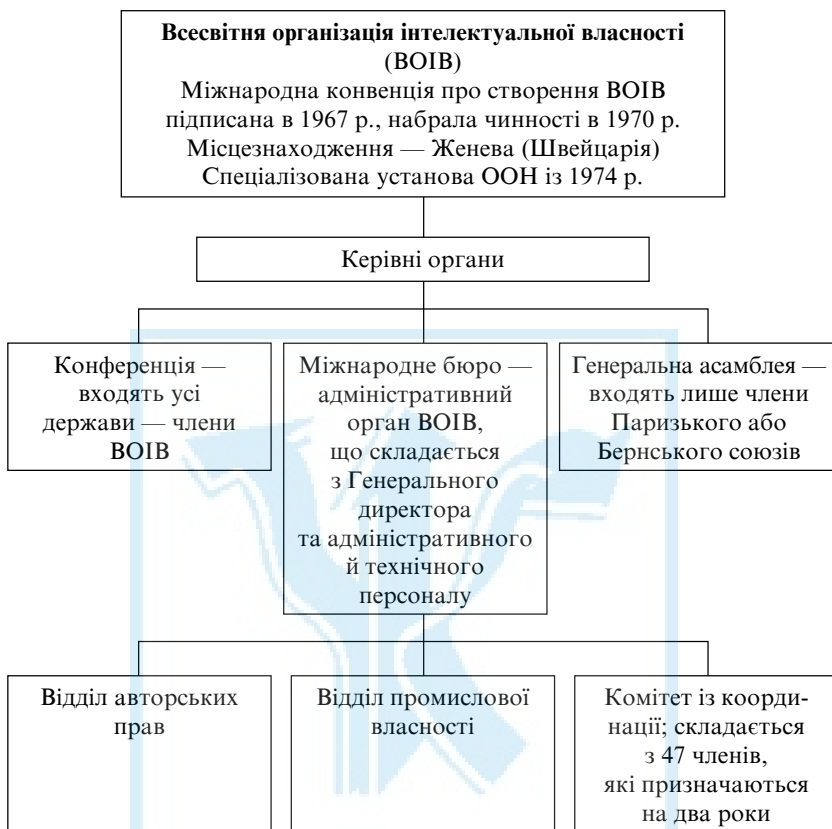 Всесвітня організація інтелектуальної власності
(ВОІВ)
Міжнародна конвенція про створення ВОІВ
підписана в 1967 р., набрала чинності в 1970 р.
Місцезнаходження — Женева (Швейцарія)
Спеціалізована установа ООН із 1974 р.
Керівні органи
Конференція —
входять усі
держави — члени
ВОІВ
Міжнародне бюро —
адміністративний
орган ВОІВ,
що складається
з Генерального
директора
та адміністративного
й технічного
персоналу
Генеральна асамблея —
входять лише члени
Паризького або
Бернського союзів
Відділ авторських
прав
Відділ промислової
власності
Комітет із коорди-
нації; складається
з 47 членів,
які призначаються
на два роки